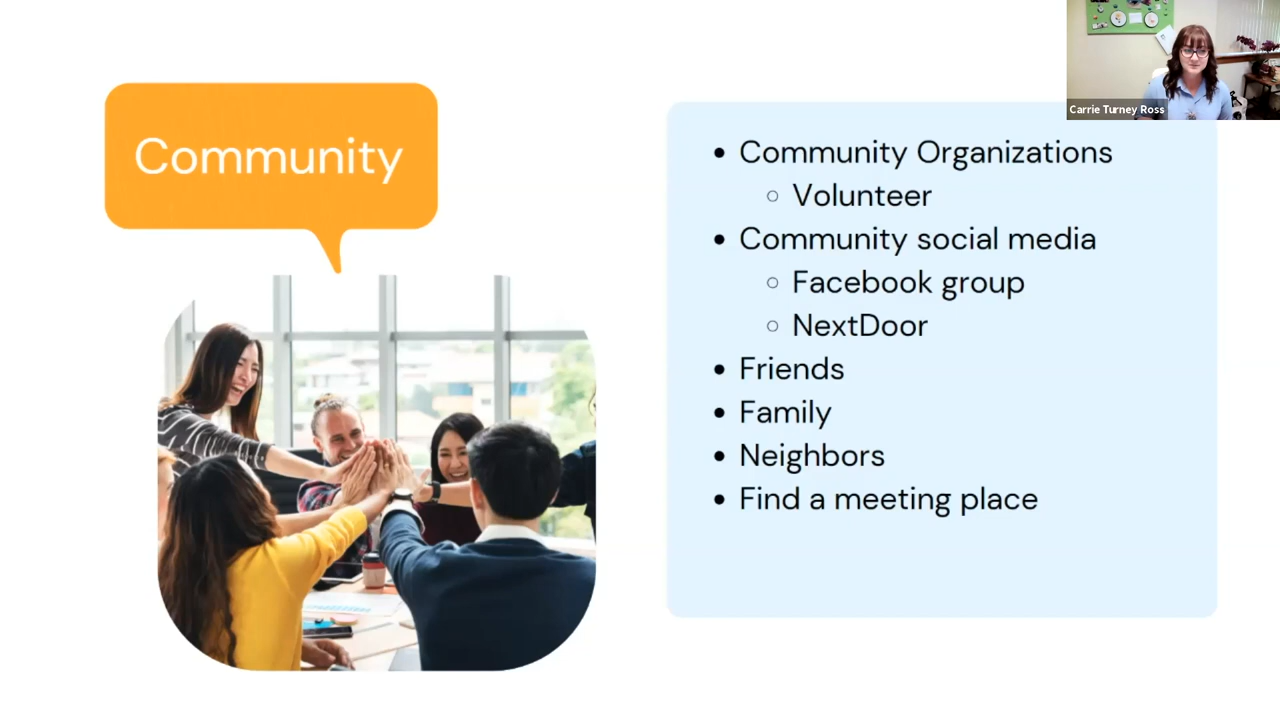 Community
Carrie Turney Ross
• Community Organizations
○ Volunteer
• Community social media
○ Facebook group
○ NextDoor
• Friends
• Family
• Neighbors
• Find a meeting place